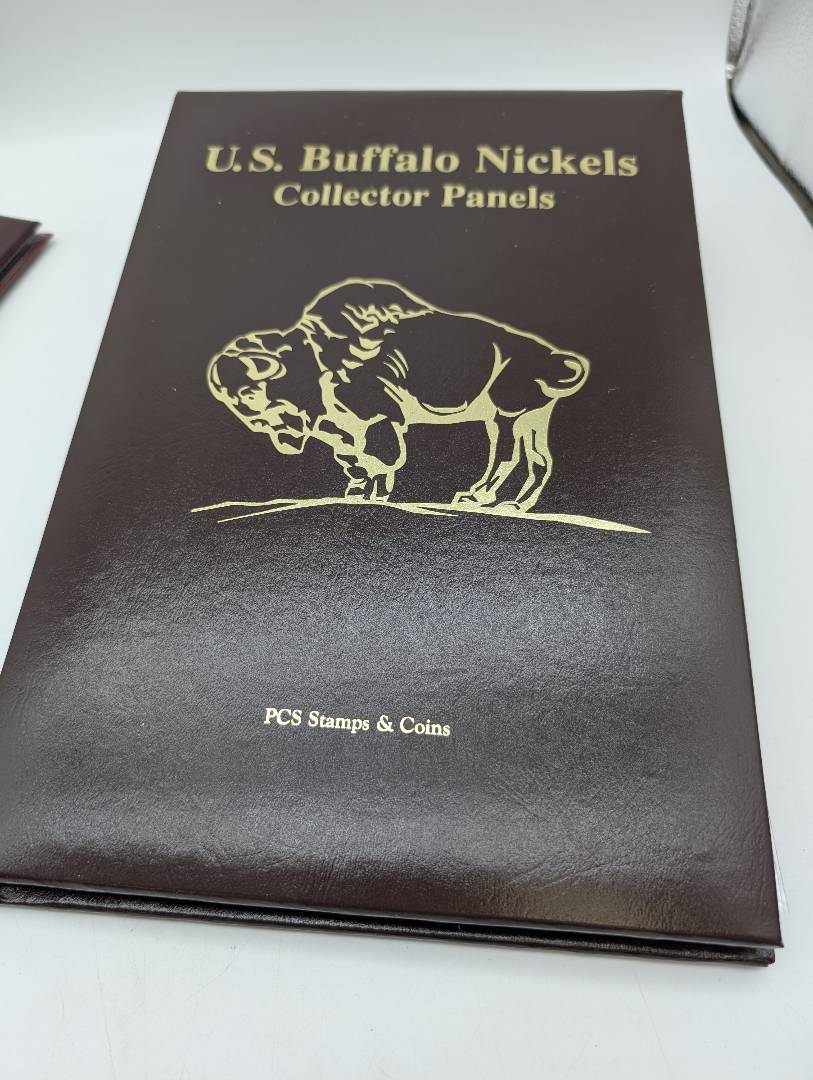 U.S. Buffalo Nickels
Collector Panels
PCS Stamps & Coins